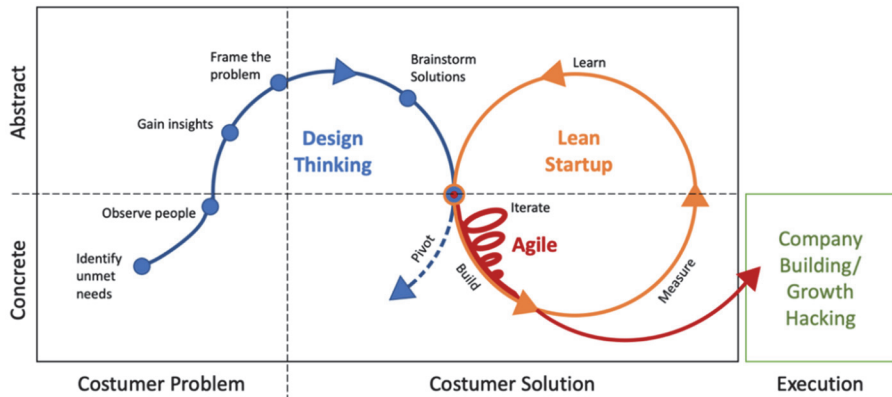 Abstract
Concrete
Frame the
problem
Gain insights
Observe people
Identify
unmet
needs
Design
Thinking
Brainstorm
Solutions
Learn
Lean
Startup
Iterate
Agile
Pivot
Build
Measure
Company
Building/
Growth
Hacking
Costumer Problem
Costumer Solution
Execution